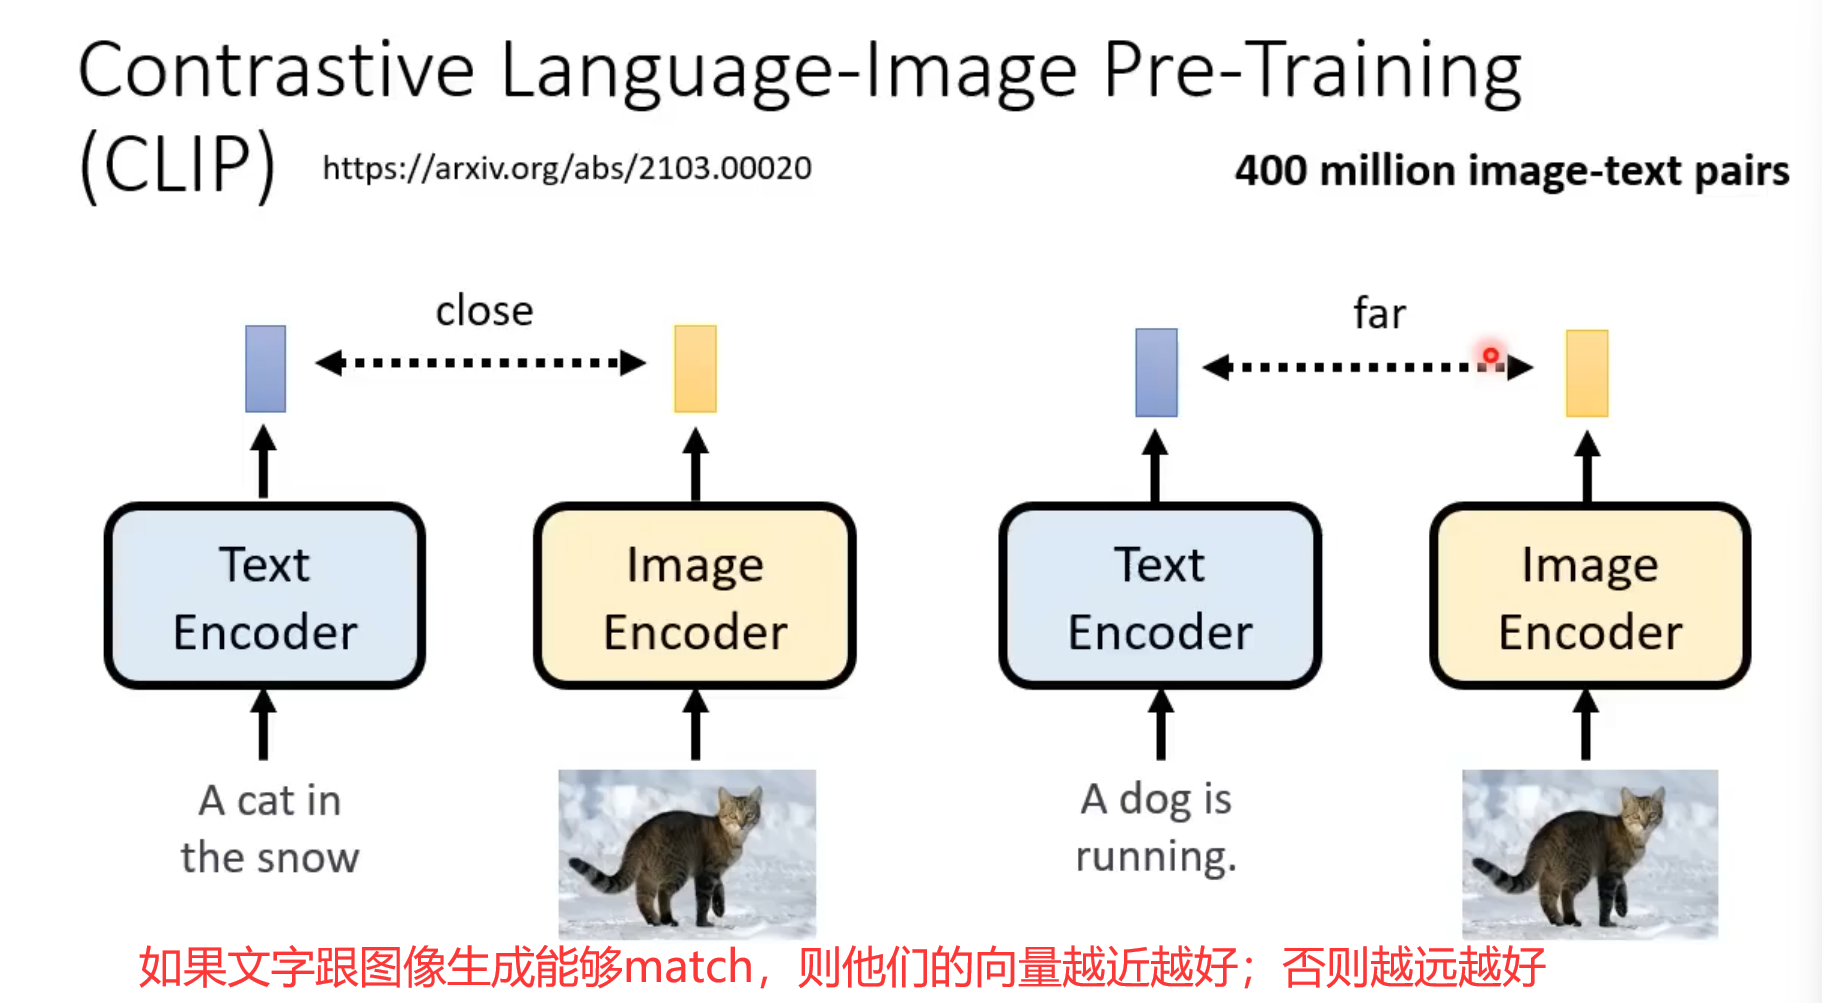 Contrastive Language-Image Pre-Training
(CLIP) https://arxiv.org/abs/2103.00020 400 million image-text pairs
close far
Text Image Text Image
Encoder Encoder Encoder Encoder
A cat in A dog is
the snow running.
如果文字跟图像生成能够match，则他们的向量越近越好；否则越远越好